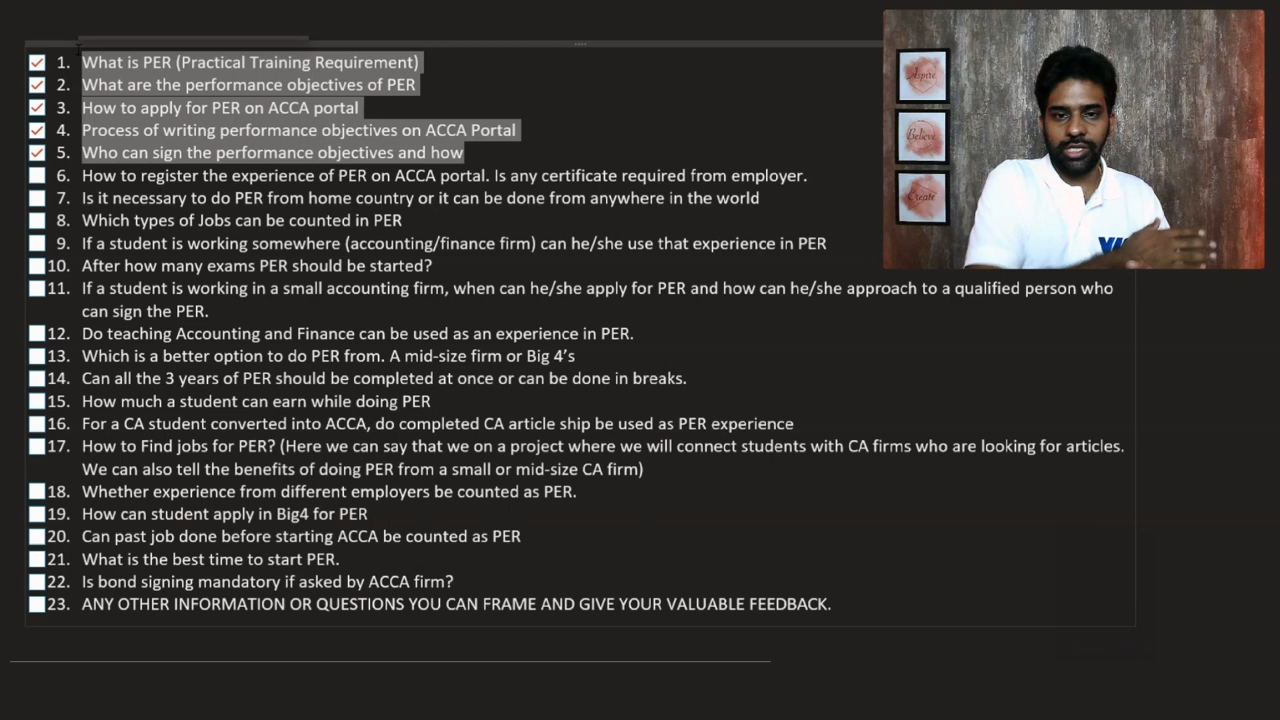 1. What is PER (Practical Training Requirement)
2. What are the performance objectives of PER
3. How to apply for PER on ACCA portal
4. Process of writing performance objectives on ACCA Portal
5. Who can sign the performance objectives and how
6. How to register the experience of PER on ACCA portal. Is any certificate required from employer.
7. Is it necessary to do PER from home country or it can be done from anywhere in the world
8. Which types of Jobs can be counted in PER
9. If a student is working somewhere (accounting/finance firm) can he/she use that experience in PER
10. After how many exams PER should be started?
11. If a student is working in a small accounting firm, when can he/she apply for PER and how can he/she approach to a qualified person who
can sign the PER.
12. Do teaching Accounting and Finance can be used as an experience in PER.
13. Which is a better option to do PER from. A mid-size firm or Big 4's
14. Can all the 3 years of PER should be completed at once or can be done in breaks.
15. How much a student can earn while doing PER
16. For a CA student converted into ACCA, do completed CA article ship be used as PER experience
17. How to Find jobs for PER? (Here we can say that we on a project where we will connect students with CA firms who are looking for articles.
We can also tell the benefits of doing PER from a small or mid-size CA firm)
18. Whether experience from different employers be counted as PER.
19. How can student apply in Big4 for PER
20. Can past job done before starting ACCA be counted as PER
21. What is the best time to start PER.
22. Is bond signing mandatory if asked by ACCA firm?
23. ANY OTHER INFORMATION OR QUESTIONS YOU CAN FRAME AND GIVE YOUR VALUABLE FEEDBACK.
Aspire
Believe
Create